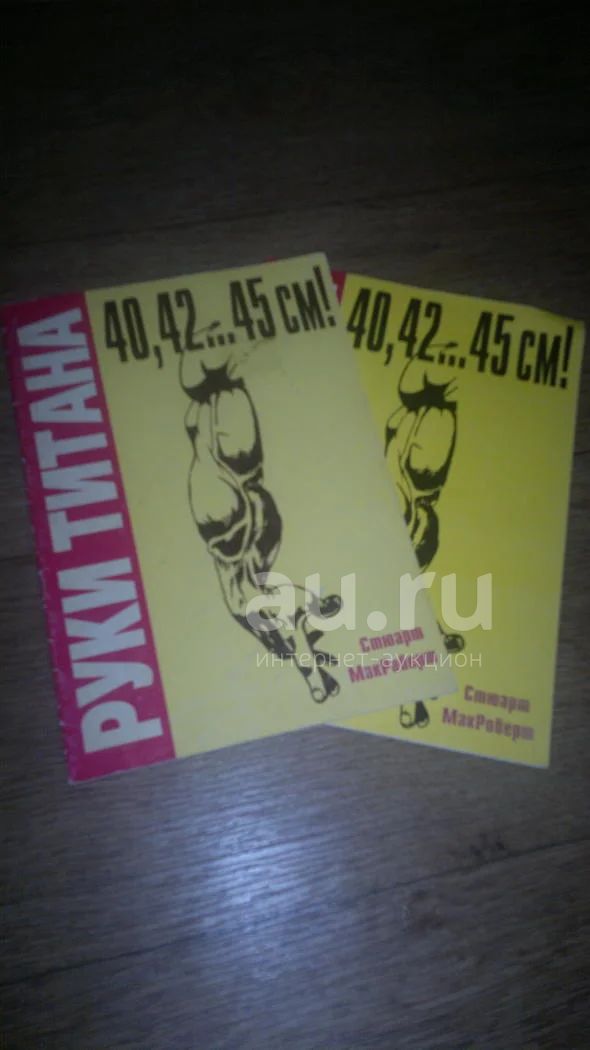 РУКИ ТИТАНА
40, 42... 45 см!
Стюарт
МакРоберт
40, 42... 45 см!
Стюарт
МакРоберт
au.ru
интернет-аукцион